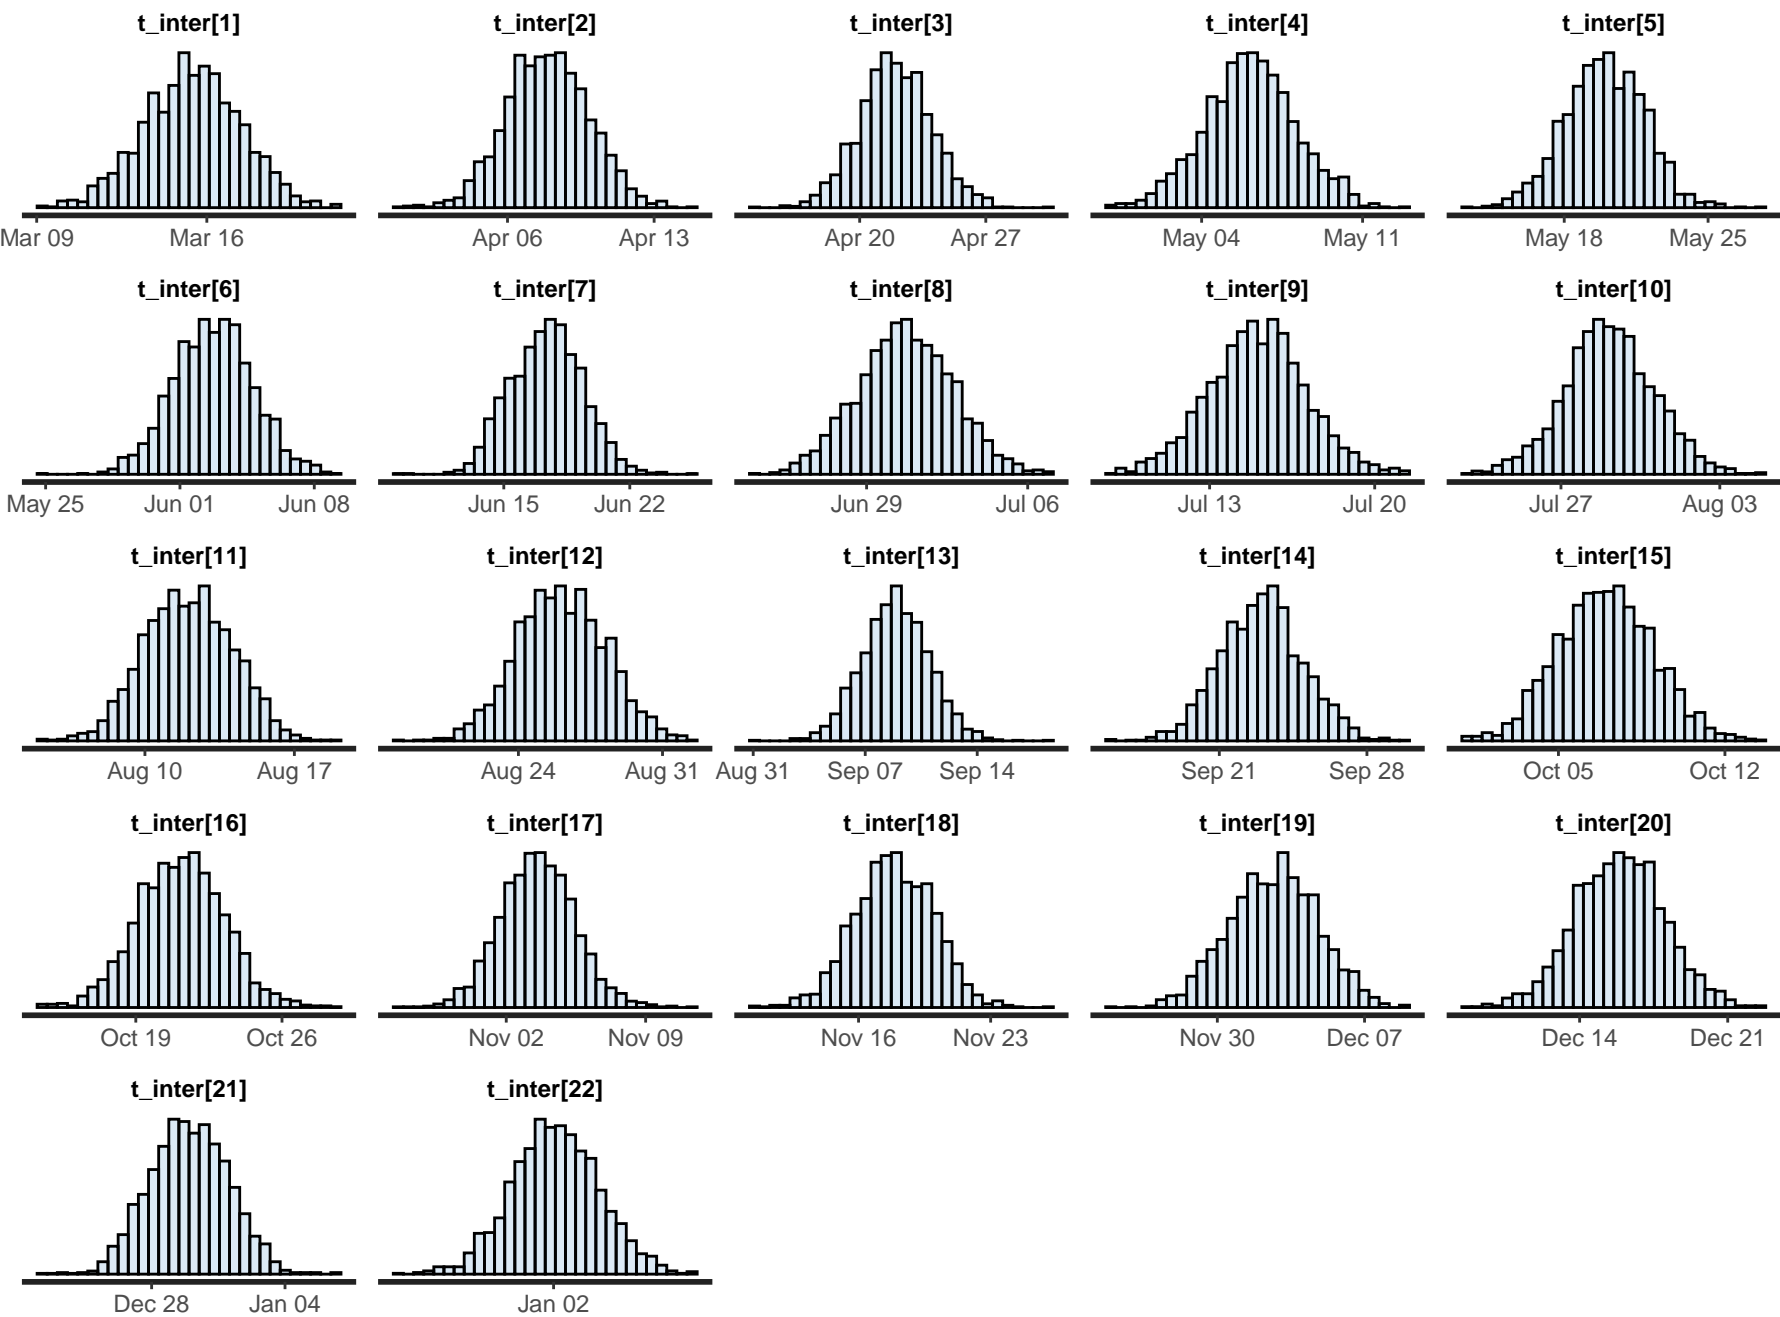 t_inter[1] t_inter[2] t_inter[3] t_inter[4] t_inter[5]
Mar 09 Mar 16 Apr 06 Apr 13 Apr 20 Apr 27 May 04 May 11 May 18 May 25
t_inter[6] t_inter[7] t_inter[8] t_inter[9] t_inter[10]
May 25 Jun 01 Jun 08 Jun 15 Jun 22 Jun 29 Jul 06 Jul 13 Jul 20 Jul 27 Aug 03
t_inter[11] t_inter[12] t_inter[13] t_inter[14] t_inter[15]
Aug 10 Aug 17 Aug 24 Aug 31 Aug 31 Sep 07 Sep 14 Sep 21 Sep 28 Oct 05 Oct 12
t_inter[16] t_inter[17] t_inter[18] t_inter[19] t_inter[20]
Oct 19 Oct 26 Nov 02 Nov 09 Nov 16 Nov 23 Nov 30 Dec 07 Dec 14 Dec 21
t_inter[21] t_inter[22]
Dec 28 Jan 04 Jan 02